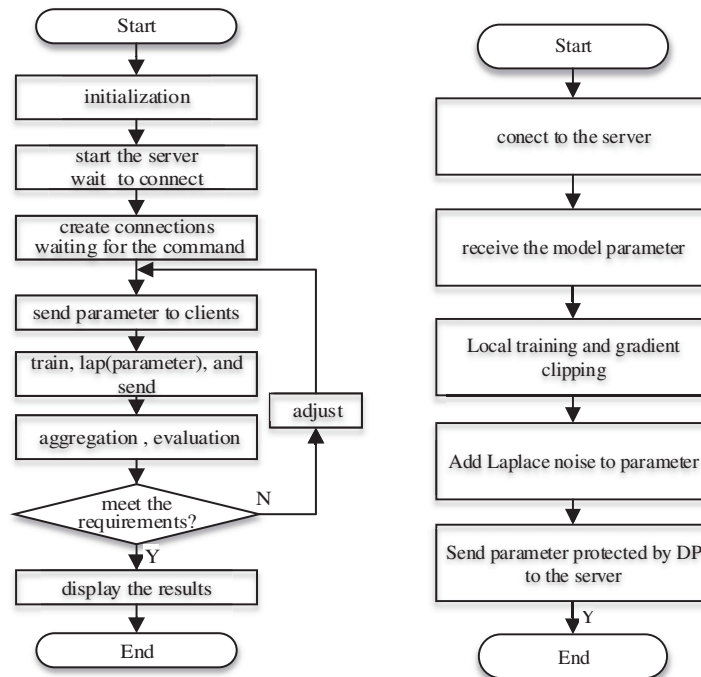 Start
initialization
start the server
wait to connect
create connections
waiting for the command
send parameter to clients
train, lap(parameter), and
send
adjust
aggregation , evaluation
meet the
requirements?
N
Y
display the results
End
Start
conect to the server
receive the model parameter
Local training and gradient
clipping
Add Laplace noise to parameter
Send parameter protected by DP
to the server
Y
End